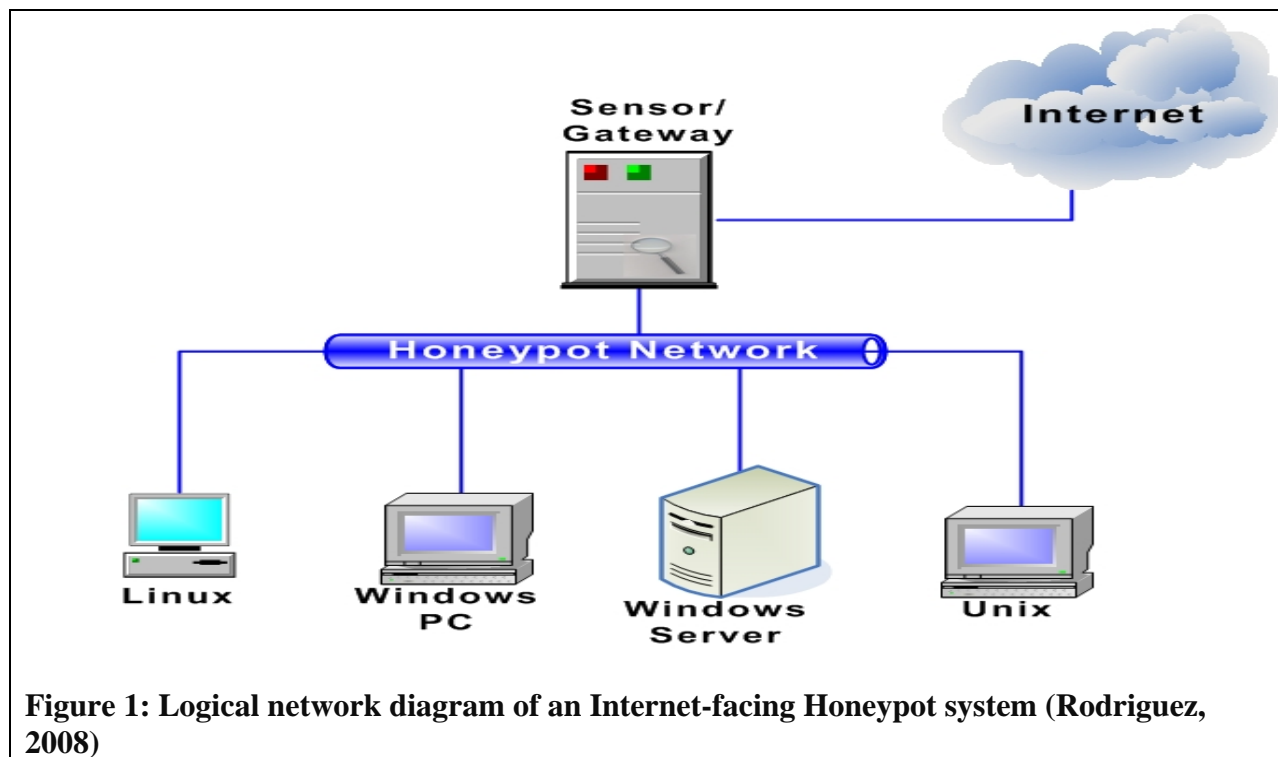 Internet
Sensor/
Gateway
Honeypot Network
Linux
Windows
PC
Windows
Server
Unix
Figure 1: Logical network diagram of an Internet-facing Honeypot system (Rodriguez,
2008)